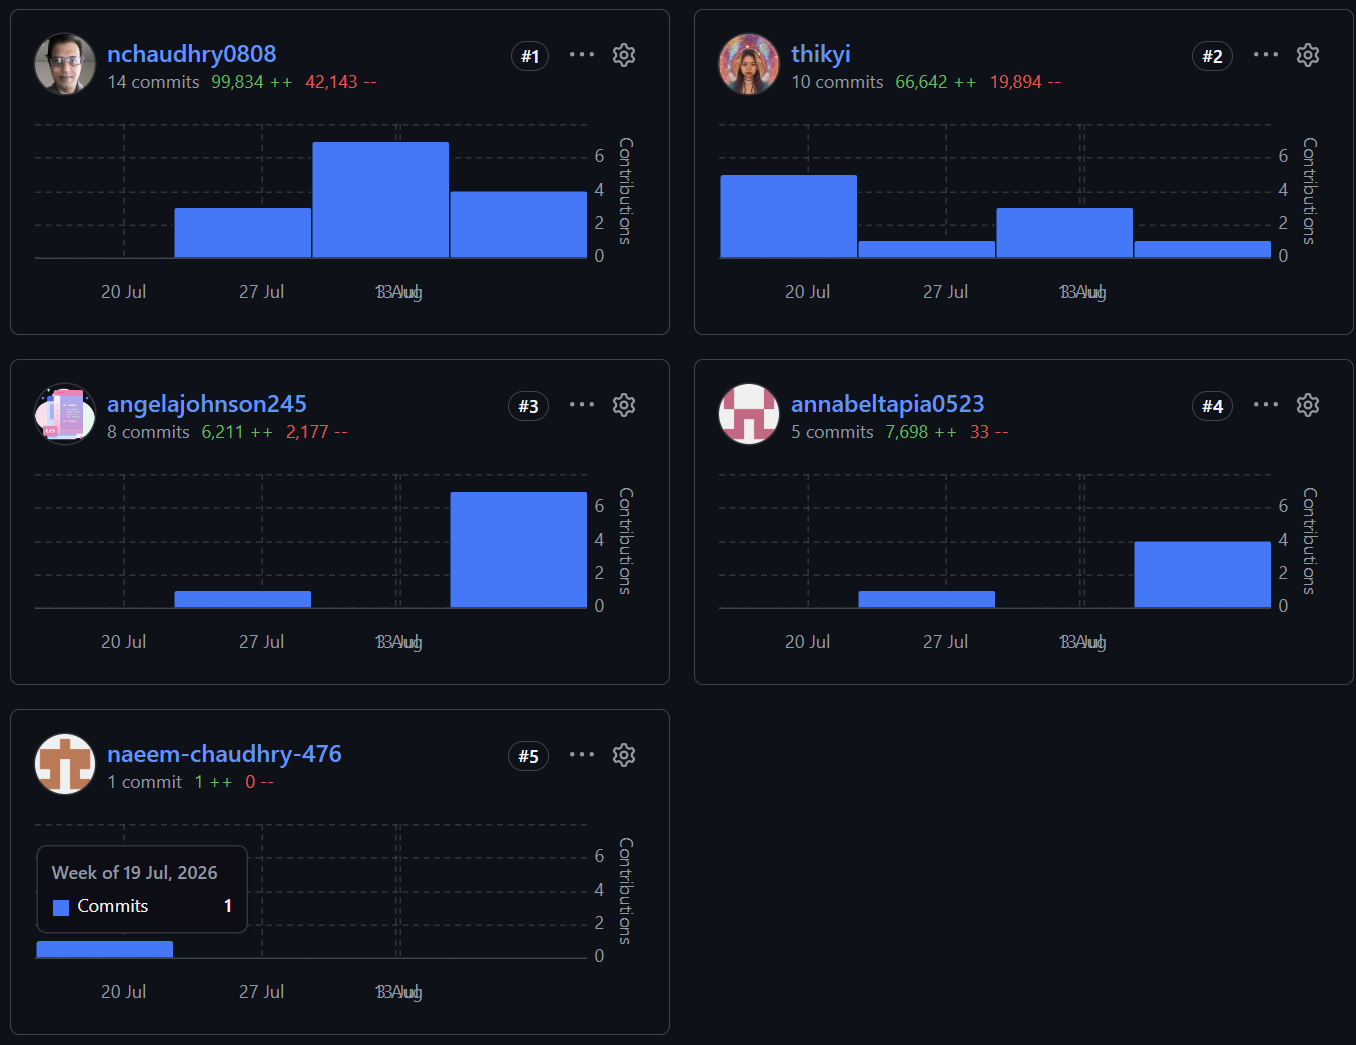 nchaudhry0808 #1
14 commits 99,834 ++ 42,143 --
6
4
2
0
Contributions
20 Jul 27 Jul
thikyi #2
10 commits 66,642 ++ 19,894 --
6
4
2
0
Contributions
20 Jul 27 Jul
angelajohnson245 #3
8 commits 6,211 ++ 2,177 --
6
4
2
0
Contributions
20 Jul 27 Jul
annabeltapia0523 #4
5 commits 7,698 ++ 33 --
6
4
2
0
Contributions
20 Jul 27 Jul
naeem-chaudhry-476 #5
1 commit 1 ++ 0 --
Week of 19 Jul, 2026
Commits 1
6
4
2
0
Contributions
20 Jul 27 Jul